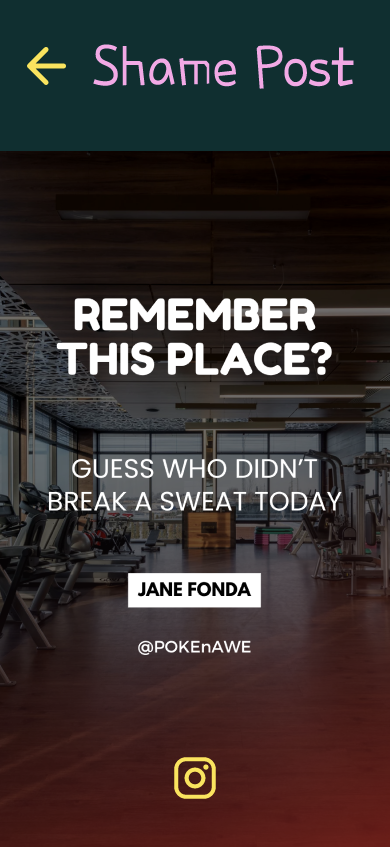 Shame Post
REMEMBER
THIS PLACE?
GUESS WHO DIDN'T
BREAK A SWEAT TODAY
JANE FONDA
@POKEnAWE